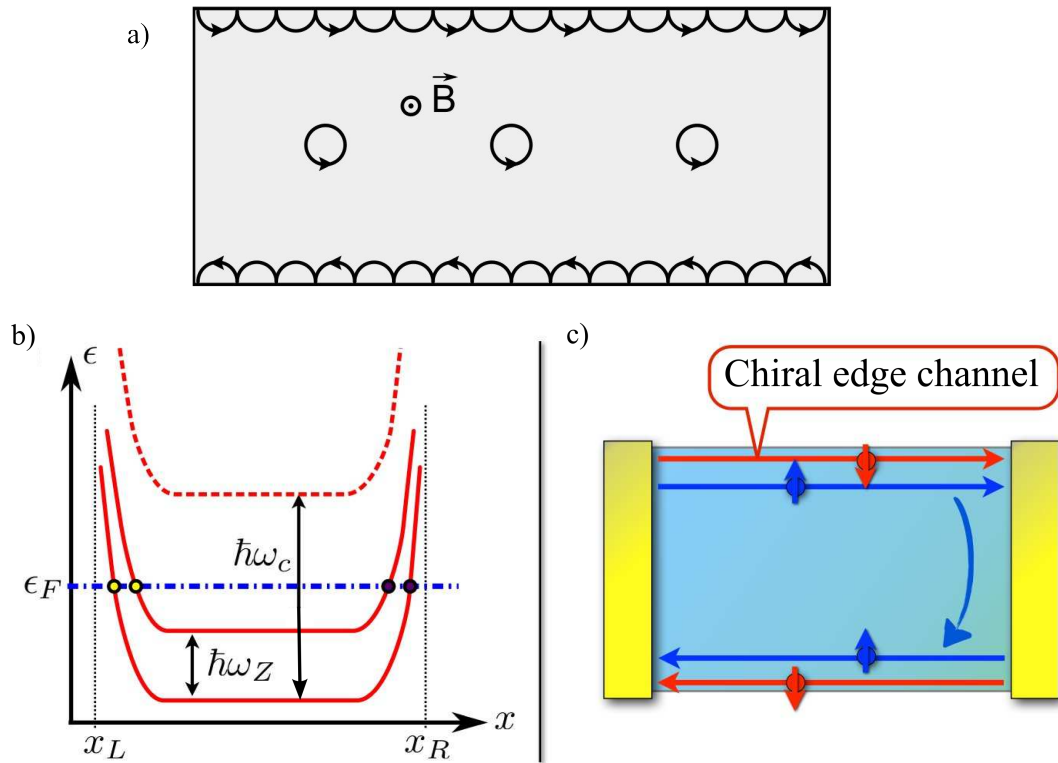 a)
B⃗
b)
ϵ
ϵ_F
ħω_c
ħω_Z
x_L
x_R
x
c)
Chiral edge channel